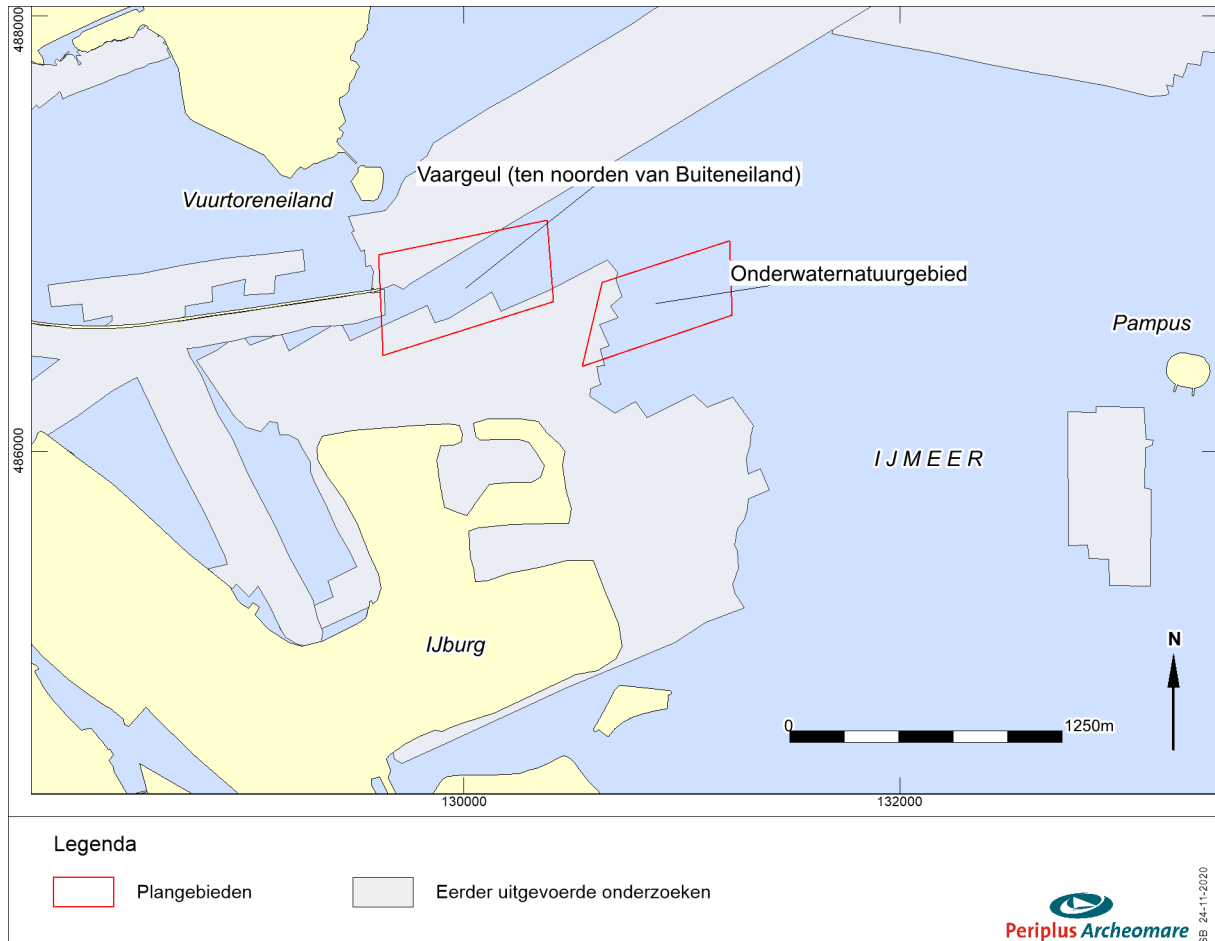 488000
Vaargeul (ten noorden van Buiteneiland)
Vuurtoreneiland
Onderwaternatuurgebied
Pampus
486000
IJMEER
IJburg
N
0
1250m
130000
132000
Legenda
Plangebieden
Eerder uitgevoerde onderzoeken
Periplus Archeomare
SB 24-11-2020